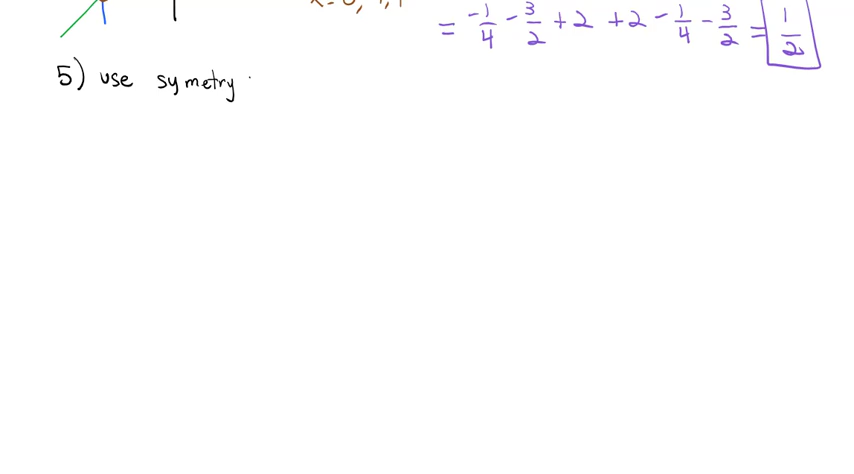 = -1/4 - 3/2 + 2 + 2 - 1/4 - 3/2 = 1/2
5) use symetry